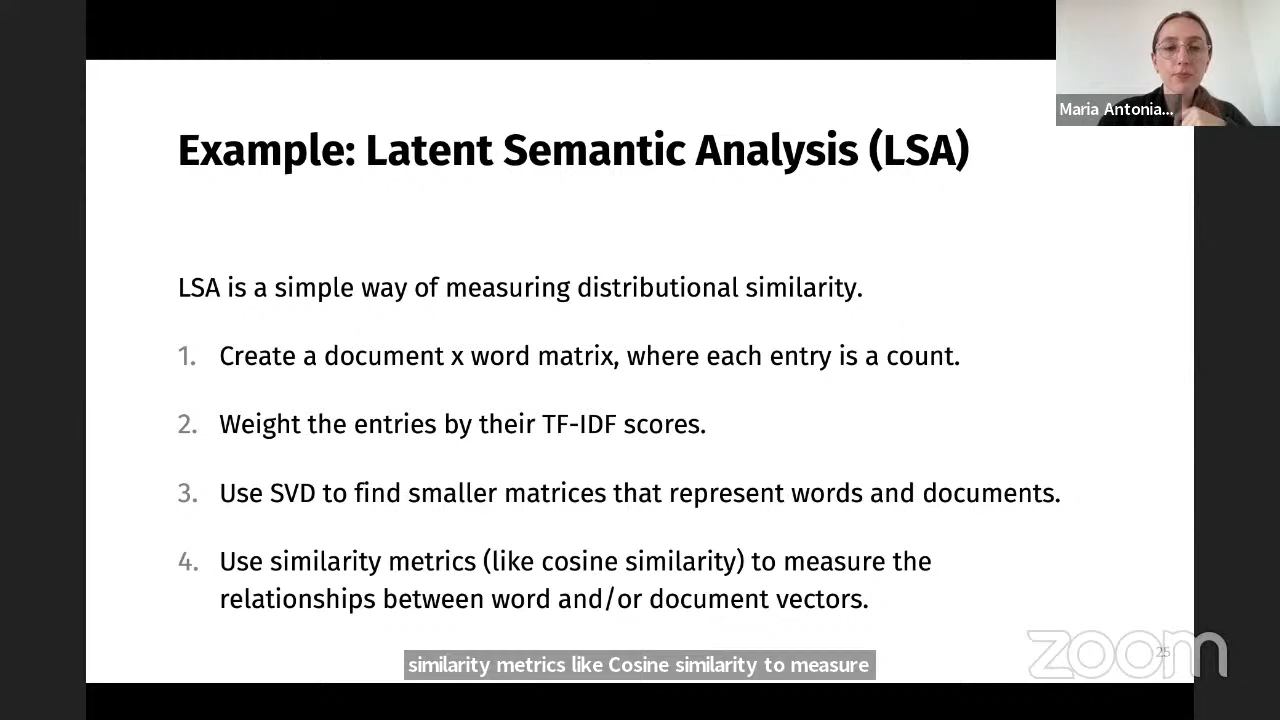 Maria Antonia...
Example: Latent Semantic Analysis (LSA)
LSA is a simple way of measuring distributional similarity.
1. Create a document x word matrix, where each entry is a count.
2. Weight the entries by their TF-IDF scores.
3. Use SVD to find smaller matrices that represent words and documents.
4. Use similarity metrics (like cosine similarity) to measure the
relationships between word and/or document vectors.
similarity metrics like Cosine similarity to measure
zoom
25